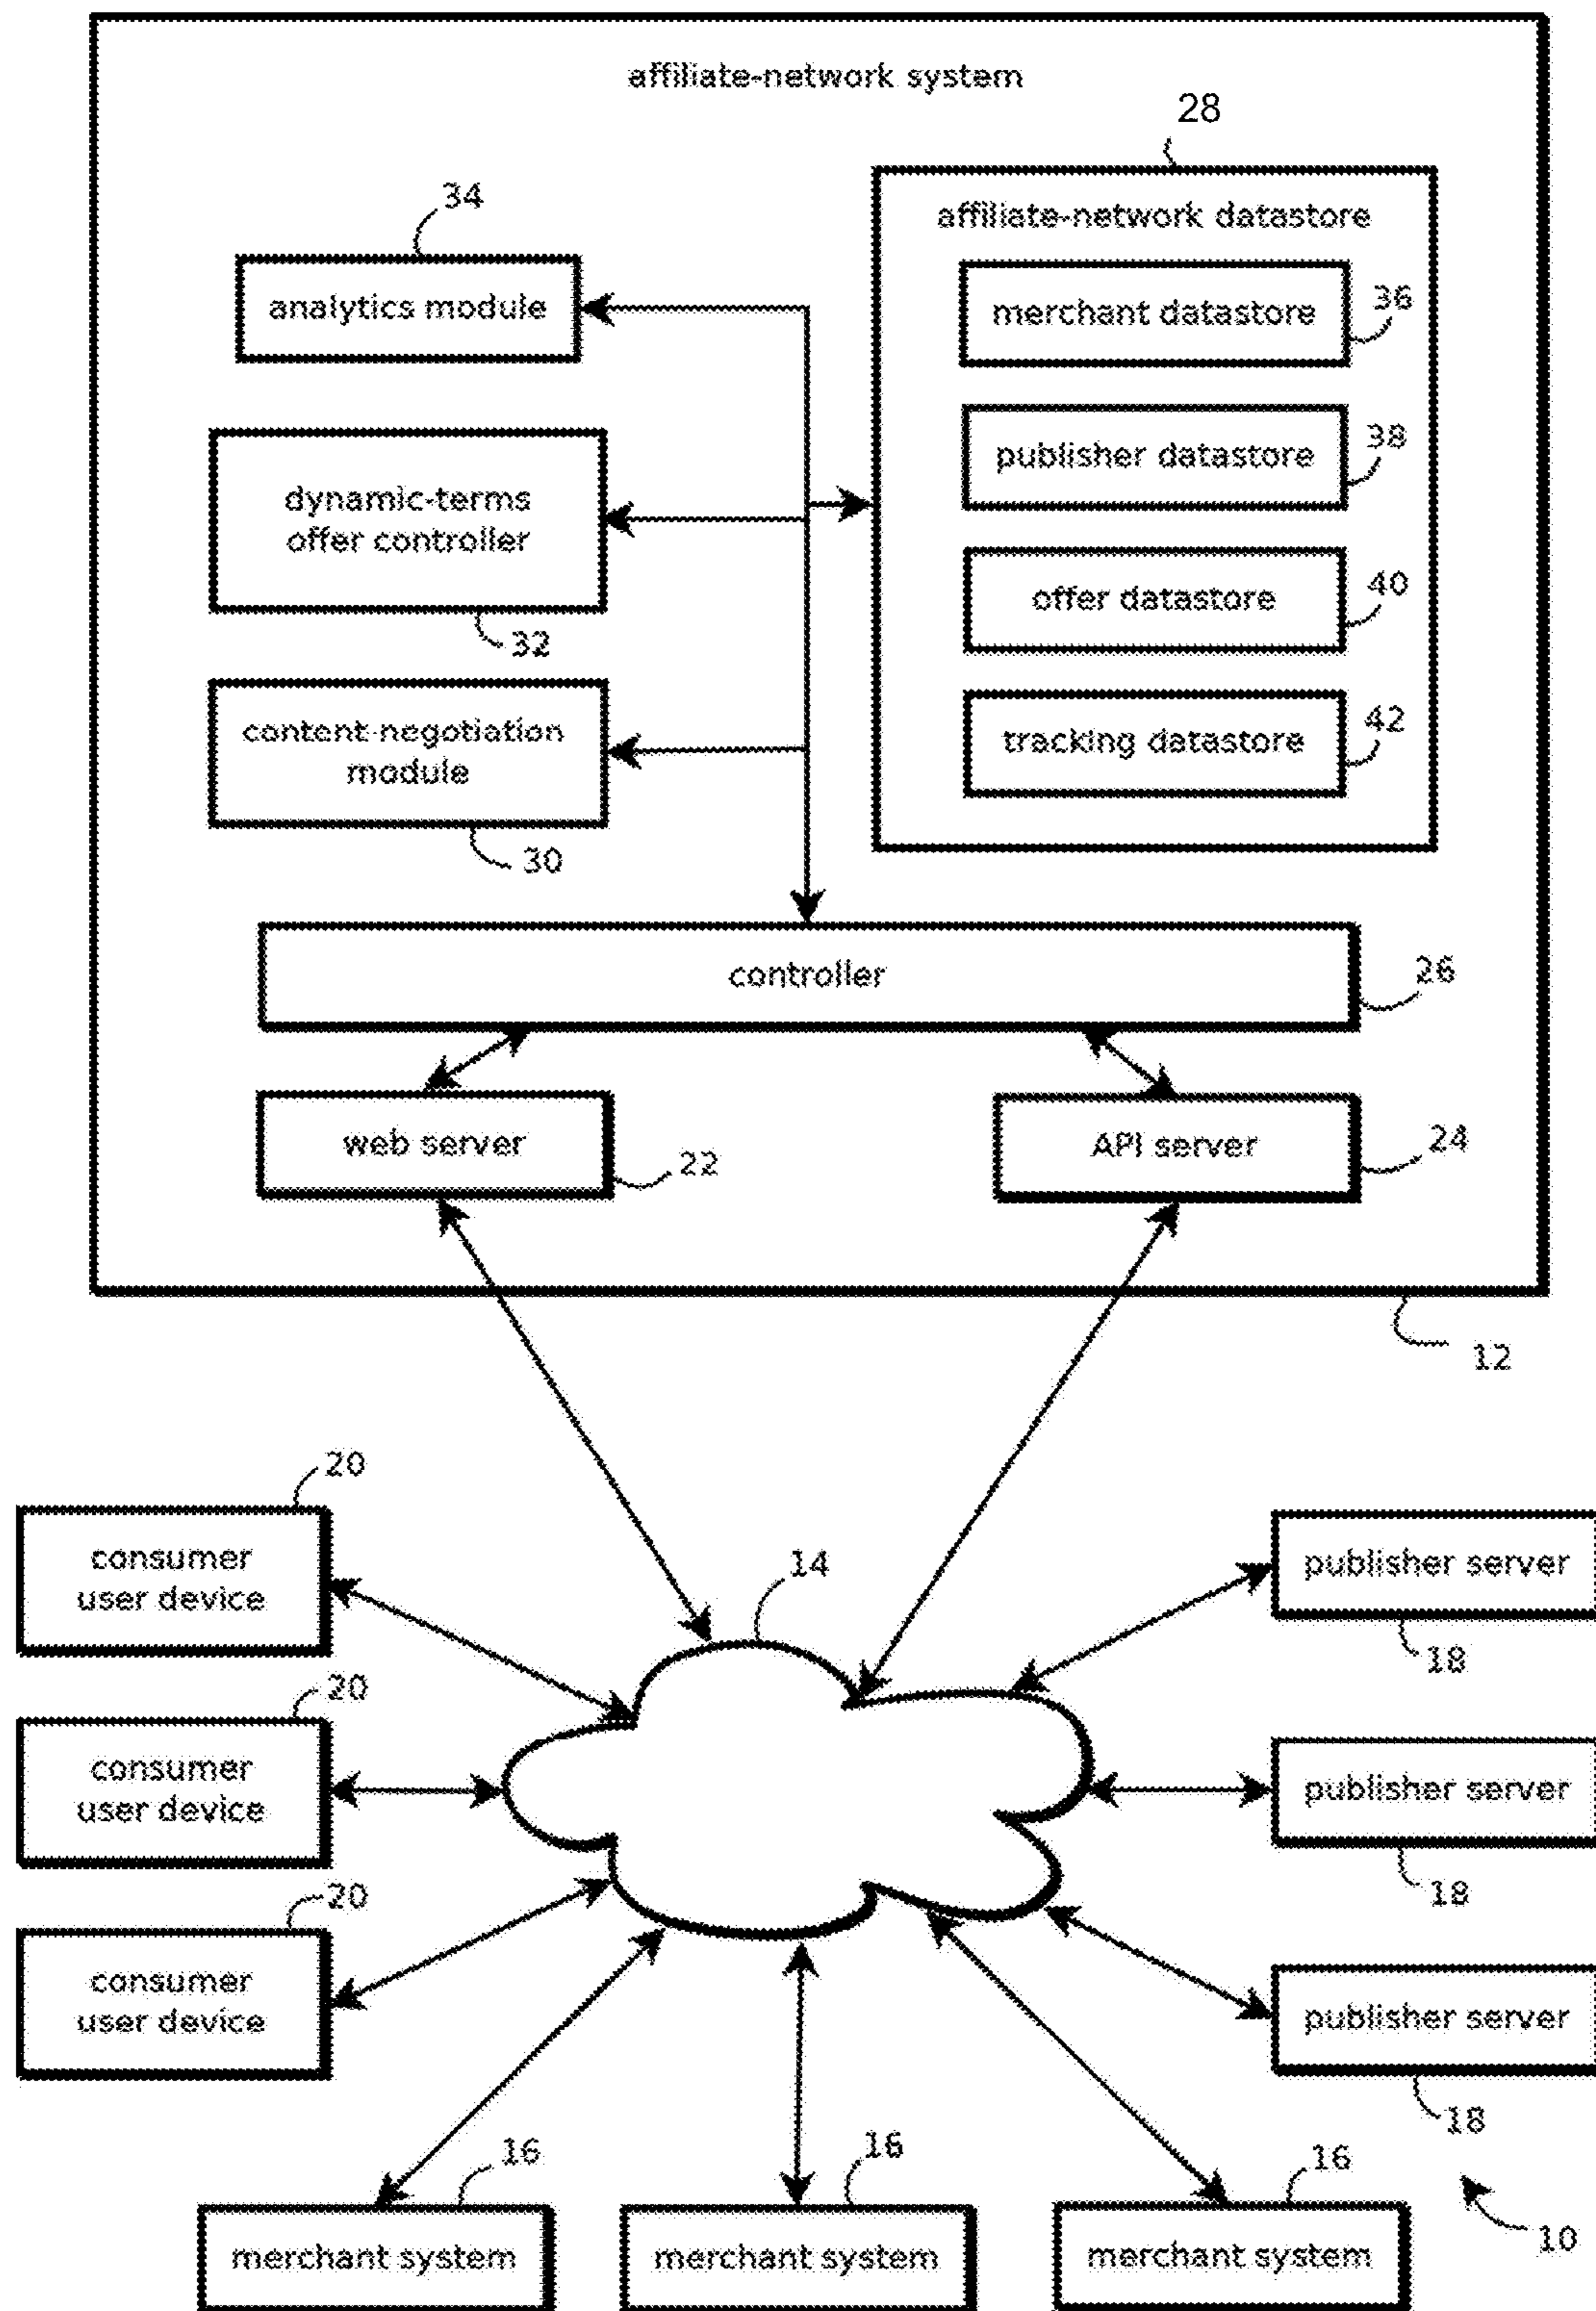 affiliate-network system
28
34
affiliate-network datastore
analytics module
merchant datastore
36
publisher datastore
38
dynamic-terms
offer controller
32
offer datastore
40
content-negotiation
module
30
tracking datastore
42
controller
26
web server
22
API server
24
12
20
consumer
user device
14
publisher server
18
20
consumer
user device
publisher server
18
20
consumer
user device
publisher server
18
16
merchant system
16
merchant system
16
merchant system
10